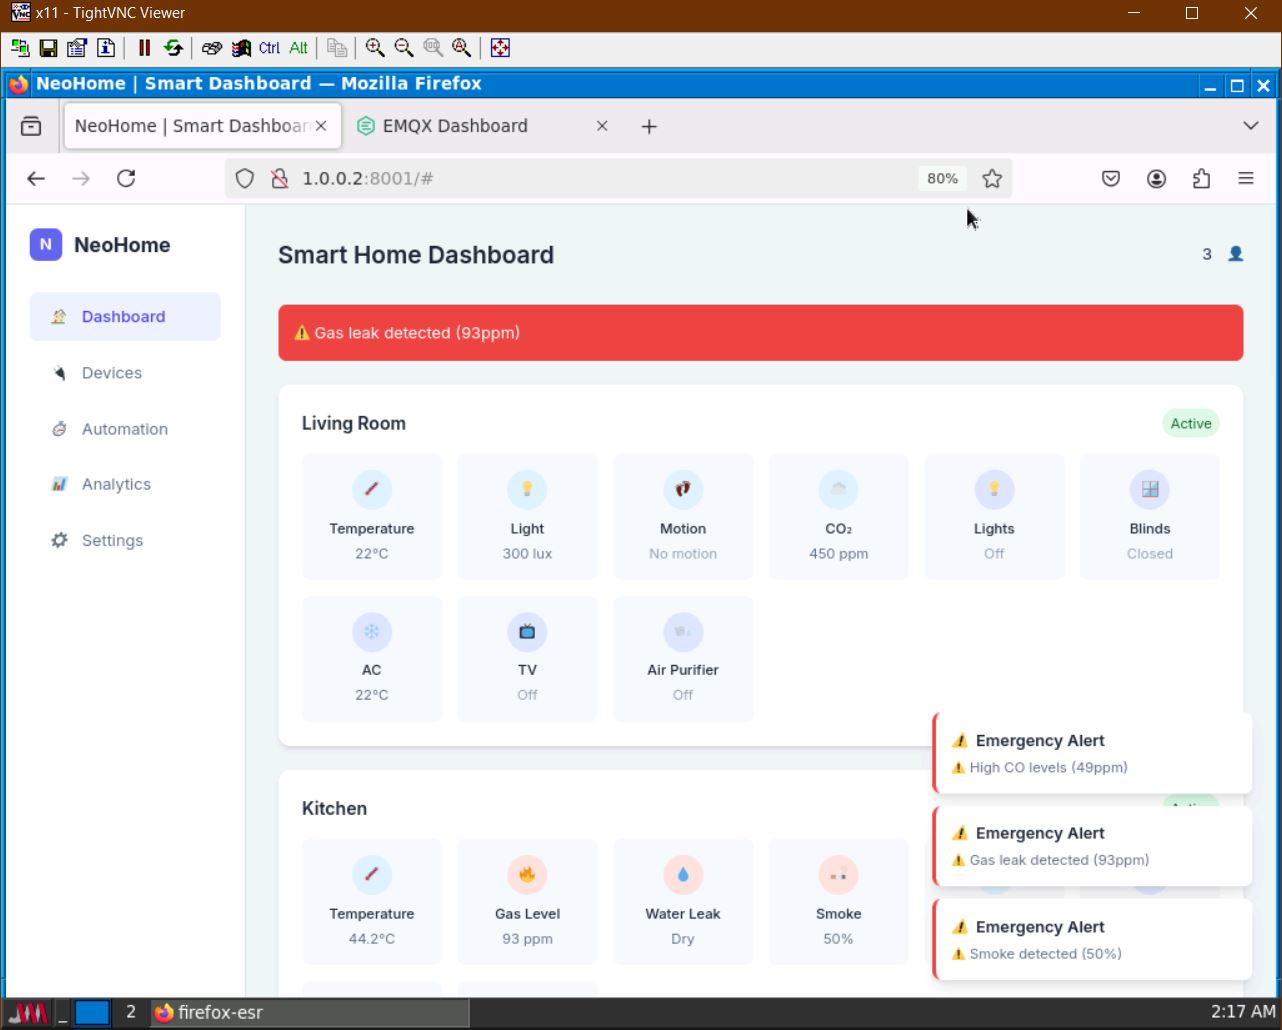 x11 - TightVNC Viewer
Ctrl Alt
NeoHome | Smart Dashboard — Mozilla Firefox
NeoHome | Smart Dashboar
EMQX Dashboard
1.0.0.2:8001/#
80%
N NeoHome
Dashboard
Devices
Automation
Analytics
Settings
Smart Home Dashboard
3
Gas leak detected (93ppm)
Living Room
Active
Temperature
22°C
Light
300 lux
Motion
No motion
CO₂
450 ppm
Lights
Off
Blinds
Closed
AC
22°C
TV
Off
Air Purifier
Off
Kitchen
Temperature
44.2°C
Gas Level
93 ppm
Water Leak
Dry
Smoke
50%
Emergency Alert
High CO levels (49ppm)
Emergency Alert
Gas leak detected (93ppm)
Emergency Alert
Smoke detected (50%)
2
firefox-esr
2:17 AM